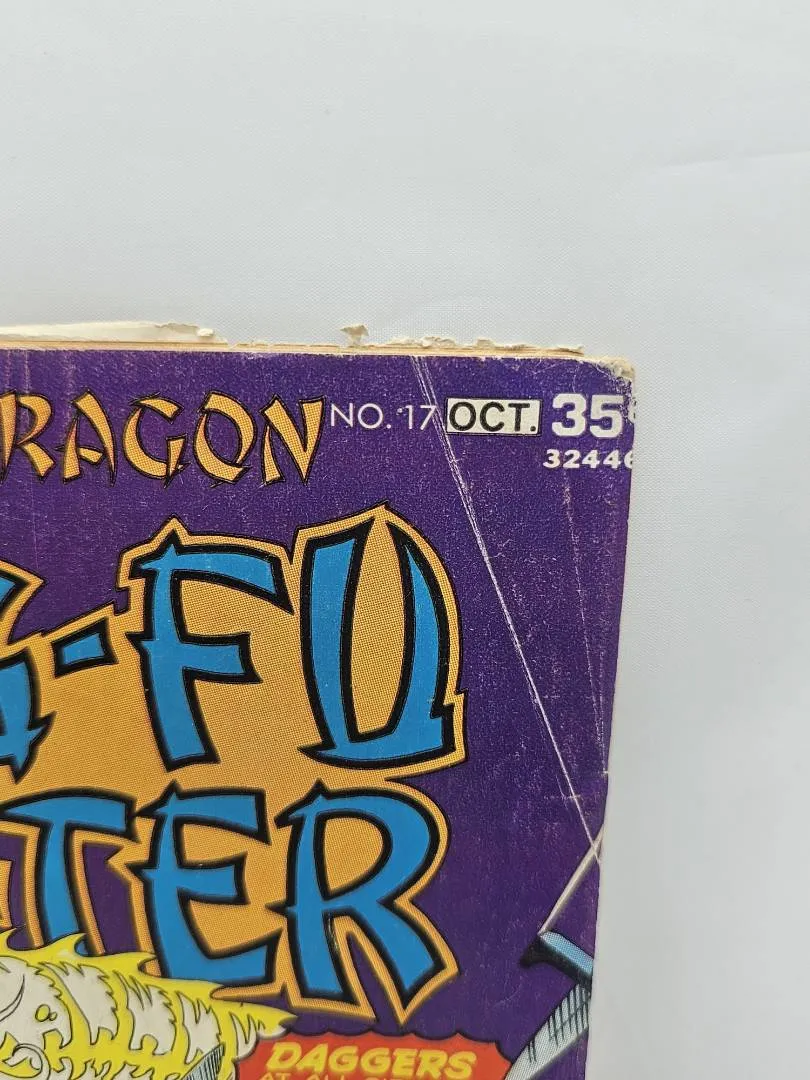 RAGON NO. 17 OCT. 35¢
32446
-FU
TER
DAGGERS